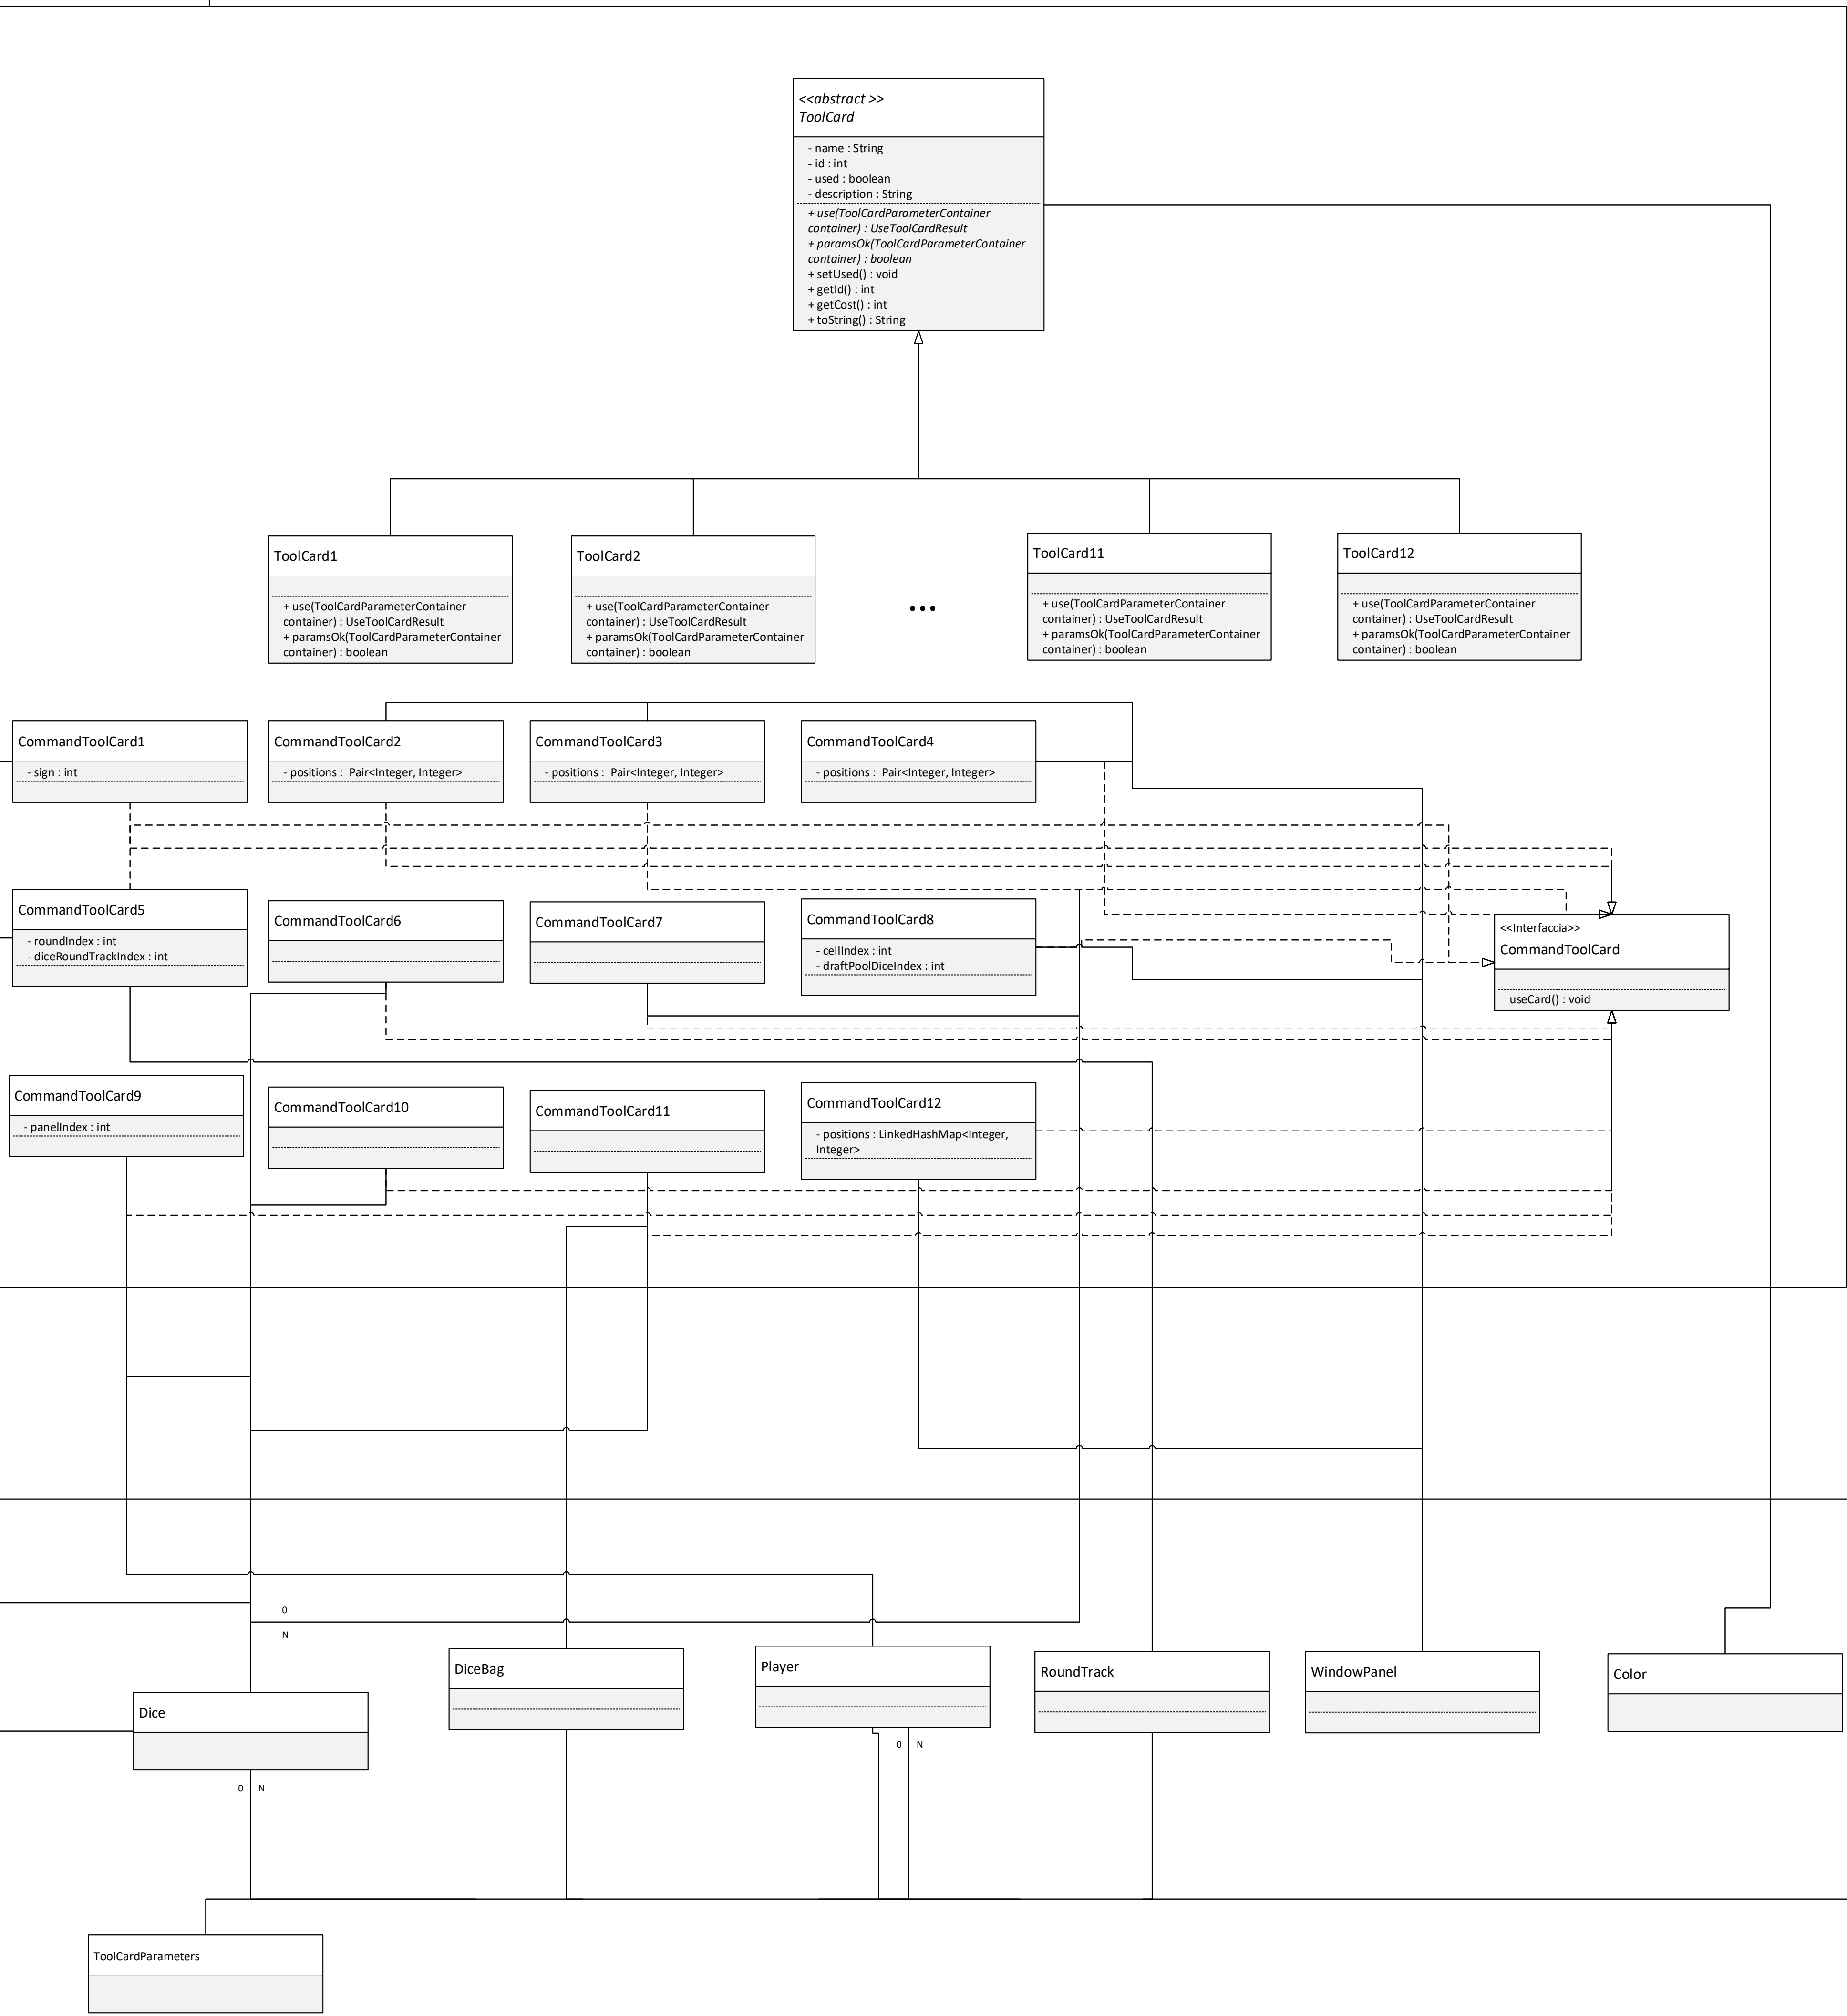 <<abstract >>
ToolCard
- name : String
- id : int
- used : boolean
- description : String
+ use(ToolCardParameterContainer
container) : UseToolCardResult
+ paramsOk(ToolCardParameterContainer
container) : boolean
+ setUsed() : void
+ getId() : int
+ getCost() : int
+ toString() : String
ToolCard1
+ use(ToolCardParameterContainer
container) : UseToolCardResult
+ paramsOk(ToolCardParameterContainer
container) : boolean
ToolCard2
+ use(ToolCardParameterContainer
container) : UseToolCardResult
+ paramsOk(ToolCardParameterContainer
container) : boolean
...
ToolCard11
+ use(ToolCardParameterContainer
container) : UseToolCardResult
+ paramsOk(ToolCardParameterContainer
container) : boolean
ToolCard12
+ use(ToolCardParameterContainer
container) : UseToolCardResult
+ paramsOk(ToolCardParameterContainer
container) : boolean
CommandToolCard1
- sign : int
CommandToolCard2
- positions : Pair<Integer, Integer>
CommandToolCard3
- positions : Pair<Integer, Integer>
CommandToolCard4
- positions : Pair<Integer, Integer>
CommandToolCard5
- roundIndex : int
- diceRoundTrackIndex : int
CommandToolCard6
CommandToolCard7
CommandToolCard8
- cellIndex : int
- draftPoolDiceIndex : int
<<Interfaccia>>
CommandToolCard
useCard() : void
CommandToolCard9
- panelIndex : int
CommandToolCard10
CommandToolCard11
CommandToolCard12
- positions : LinkedHashMap<Integer,
Integer>
0
N
Dice
DiceBag
Player
RoundTrack
WindowPanel
Color
0 N
0 N
ToolCardParameters